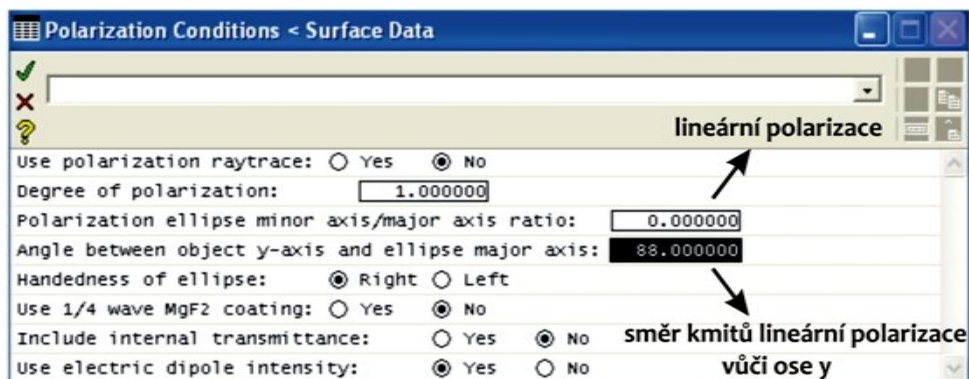 Polarization Conditions < Surface Data
lineární polarizace
Use polarization raytrace: Yes No
Degree of polarization: 1.000000
Polarization ellipse minor axis/major axis ratio: 0.000000
Angle between object y-axis and ellipse major axis: 88.000000
Handedness of ellipse: Right Left
Use 1/4 wave MgF2 coating: Yes No
Include internal transmittance: Yes No
směr kmitů lineární polarizace
Use electric dipole intensity: Yes No
vůči ose y